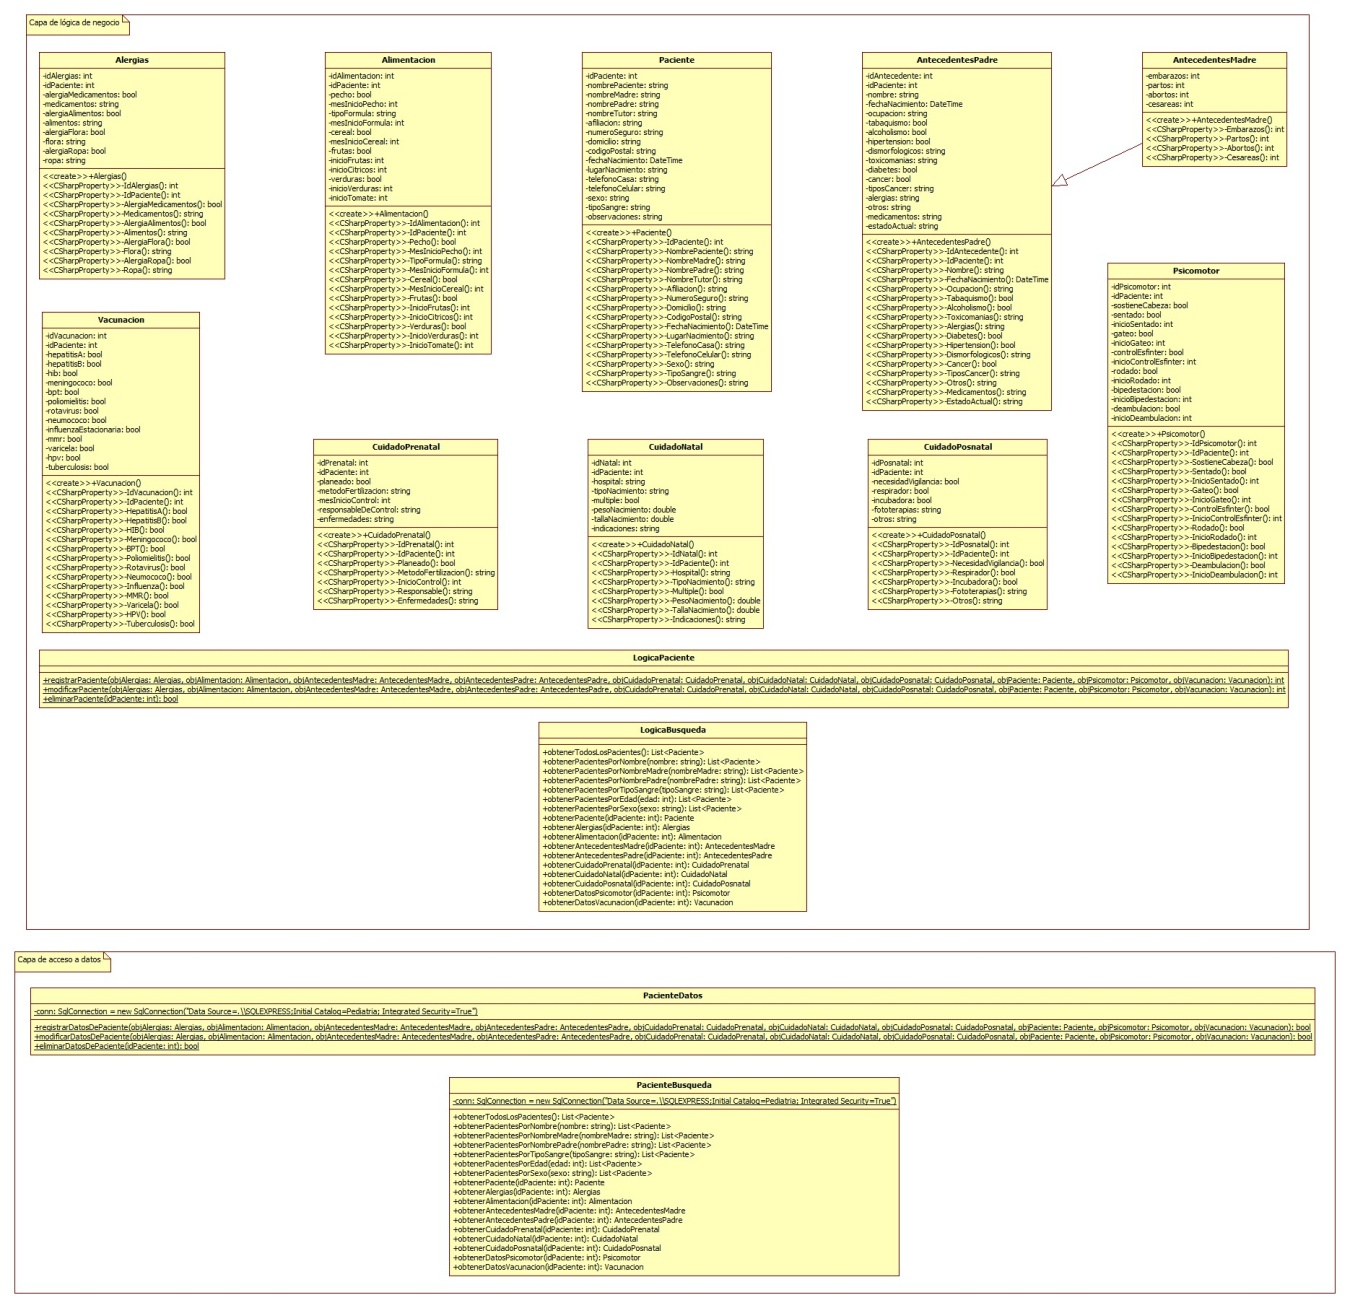 Capa de lógica de negocio
Alergias
-idAlergias: int
-idPaciente: int
-alergiaMedicamentos: bool
-medicamentos: string
-alergiaAlimentos: bool
-alimentos: string
-alergiaFlora: bool
-flora: string
-alergiaRopa: bool
-ropa: string
<<create>>+Alergias()
<<CSharpProperty>>-IdAlergias(): int
<<CSharpProperty>>-IdPaciente(): int
<<CSharpProperty>>-AlergiaMedicamentos(): bool
<<CSharpProperty>>-Medicamentos(): string
<<CSharpProperty>>-AlergiaAlimentos(): bool
<<CSharpProperty>>-Alimentos(): string
<<CSharpProperty>>-AlergiaFlora(): bool
<<CSharpProperty>>-Flora(): string
<<CSharpProperty>>-AlergiaRopa(): bool
<<CSharpProperty>>-Ropa(): string
Alimentacion
-idAlimentacion: int
-idPaciente: int
-pecho: bool
-mesInicioPecho: int
-tipoFormula: string
-mesInicioFormula: int
-cereal: bool
-mesInicioCereal: int
-frutas: bool
-inicioFrutas: int
-inicioCitricos: int
-verduras: bool
-inicioVerduras: int
-inicioTomate: int
<<create>>+Alimentacion()
<<CSharpProperty>>-IdAlimentacion(): int
<<CSharpProperty>>-IdPaciente(): int
<<CSharpProperty>>-Pecho(): bool
<<CSharpProperty>>-MesInicioPecho(): int
<<CSharpProperty>>-TipoFormula(): string
<<CSharpProperty>>-MesInicioFormula(): int
<<CSharpProperty>>-Cereal(): bool
<<CSharpProperty>>-MesInicioCereal(): int
<<CSharpProperty>>-Frutas(): bool
<<CSharpProperty>>-InicioFrutas(): int
<<CSharpProperty>>-InicioCitricos(): int
<<CSharpProperty>>-Verduras(): bool
<<CSharpProperty>>-InicioVerduras(): int
<<CSharpProperty>>-InicioTomate(): int
Paciente
-idPaciente: int
-nombrePaciente: string
-nombreMadre: string
-nombrePadre: string
-nombreTutor: string
-afiliacion: string
-numeroSeguro: string
-domicilio: string
-codigoPostal: string
-fechaNacimiento: DateTime
-lugarNacimiento: string
-telefonoCasa: string
-telefonoCelular: string
-sexo: string
-tipoSangre: string
-observaciones: string
<<create>>+Paciente()
<<CSharpProperty>>-IdPaciente(): int
<<CSharpProperty>>-NombrePaciente(): string
<<CSharpProperty>>-NombreMadre(): string
<<CSharpProperty>>-NombrePadre(): string
<<CSharpProperty>>-NombreTutor(): string
<<CSharpProperty>>-Afiliacion(): string
<<CSharpProperty>>-NumeroSeguro(): string
<<CSharpProperty>>-Domicilio(): string
<<CSharpProperty>>-CodigoPostal(): string
<<CSharpProperty>>-FechaNacimiento(): DateTime
<<CSharpProperty>>-LugarNacimiento(): string
<<CSharpProperty>>-TelefonoCasa(): string
<<CSharpProperty>>-TelefonoCelular(): string
<<CSharpProperty>>-Sexo(): string
<<CSharpProperty>>-TipoSangre(): string
<<CSharpProperty>>-Observaciones(): string
AntecedentesPadre
-idAntecedente: int
-idPaciente: int
-nombre: string
-fechaNacimiento: DateTime
-ocupacion: string
-tabaquismo: bool
-alcoholismo: bool
-hipertension: bool
-dismorfologicos: string
-toxicomanias: string
-diabetes: bool
-cancer: bool
-tiposCancer: string
-alergias: string
-otros: string
-medicamentos: string
-estadoActual: string
<<create>>+AntecedentesPadre()
<<CSharpProperty>>-IdAntecedente(): int
<<CSharpProperty>>-IdPaciente(): int
<<CSharpProperty>>-Nombre(): string
<<CSharpProperty>>-FechaNacimiento(): DateTime
<<CSharpProperty>>-Ocupacion(): string
<<CSharpProperty>>-Tabaquismo(): bool
<<CSharpProperty>>-Alcoholismo(): bool
<<CSharpProperty>>-Toxicomanias(): string
<<CSharpProperty>>-Alergias(): string
<<CSharpProperty>>-Diabetes(): bool
<<CSharpProperty>>-Hipertension(): bool
<<CSharpProperty>>-Dismorfologicos(): string
<<CSharpProperty>>-Cancer(): bool
<<CSharpProperty>>-TiposCancer(): string
<<CSharpProperty>>-Otros(): string
<<CSharpProperty>>-Medicamentos(): string
<<CSharpProperty>>-EstadoActual(): string
AntecedentesMadre
-embarazos: int
-partos: int
-abortos: int
-cesareas: int
<<create>>+AntecedentesMadre()
<<CSharpProperty>>-Embarazos(): int
<<CSharpProperty>>-Partos(): int
<<CSharpProperty>>-Abortos(): int
<<CSharpProperty>>-Cesareas(): int
Psicomotor
-idPsicomotor: int
-idPaciente: int
-sostieneCabeza: bool
-sentado: bool
-inicioSentado: int
-gateo: bool
-inicioGateo: int
-controlEsfinter: bool
-inicioControlEsfinter: int
-rodado: bool
-inicioRodado: int
-bipedestacion: bool
-inicioBipedestacion: int
-deambulacion: bool
-inicioDeambulacion: int
<<create>>+Psicomotor()
<<CSharpProperty>>-IdPsicomotor(): int
<<CSharpProperty>>-IdPaciente(): int
<<CSharpProperty>>-SostieneCabeza(): bool
<<CSharpProperty>>-Sentado(): bool
<<CSharpProperty>>-InicioSentado(): int
<<CSharpProperty>>-Gateo(): bool
<<CSharpProperty>>-InicioGateo(): int
<<CSharpProperty>>-ControlEsfinter(): bool
<<CSharpProperty>>-InicioControlEsfinter(): int
<<CSharpProperty>>-Rodado(): bool
<<CSharpProperty>>-InicioRodado(): int
<<CSharpProperty>>-Bipedestacion(): bool
<<CSharpProperty>>-InicioBipedestacion(): int
<<CSharpProperty>>-Deambulacion(): bool
<<CSharpProperty>>-InicioDeambulacion(): int
Vacunacion
-idVacunacion: int
-idPaciente: int
-hepatitisA: bool
-hepatitisB: bool
-hib: bool
-meningococo: bool
-bpt: bool
-poliomielitis: bool
-rotavirus: bool
-neumococo: bool
-influenzaEstacionaria: bool
-mmr: bool
-varicela: bool
-hpv: bool
-tuberculosis: bool
<<create>>+Vacunacion()
<<CSharpProperty>>-IdVacunacion(): int
<<CSharpProperty>>-IdPaciente(): int
<<CSharpProperty>>-HepatitisA(): bool
<<CSharpProperty>>-HepatitisB(): bool
<<CSharpProperty>>-HIB(): bool
<<CSharpProperty>>-Meningococo(): bool
<<CSharpProperty>>-BPT(): bool
<<CSharpProperty>>-Poliomielitis(): bool
<<CSharpProperty>>-Rotavirus(): bool
<<CSharpProperty>>-Neumococo(): bool
<<CSharpProperty>>-Influenza(): bool
<<CSharpProperty>>-MMR(): bool
<<CSharpProperty>>-Varicela(): bool
<<CSharpProperty>>-HPV(): bool
<<CSharpProperty>>-Tuberculosis(): bool
CuidadoPrenatal
-idPrenatal: int
-idPaciente: int
-planeado: bool
-metodoFertilizacion: string
-mesInicioControl: int
-responsableDeControl: string
-enfermedades: string
<<create>>+CuidadoPrenatal()
<<CSharpProperty>>-IdPrenatal(): int
<<CSharpProperty>>-IdPaciente(): int
<<CSharpProperty>>-Planeado(): bool
<<CSharpProperty>>-MetodoFertilizacion(): string
<<CSharpProperty>>-InicioControl(): int
<<CSharpProperty>>-Responsable(): string
<<CSharpProperty>>-Enfermedades(): string
CuidadoNatal
-idNatal: int
-idPaciente: int
-hospital: string
-tipoNacimiento: string
-multiple: bool
-pesoNacimiento: double
-tallaNacimiento: double
-indicaciones: string
<<create>>+CuidadoNatal()
<<CSharpProperty>>-IdNatal(): int
<<CSharpProperty>>-IdPaciente(): int
<<CSharpProperty>>-Hospital(): string
<<CSharpProperty>>-TipoNacimiento(): string
<<CSharpProperty>>-Multiple(): bool
<<CSharpProperty>>-PesoNacimiento(): double
<<CSharpProperty>>-TallaNacimiento(): double
<<CSharpProperty>>-Indicaciones(): string
CuidadoPosnatal
-idPosnatal: int
-idPaciente: int
-necesidadVigilancia: bool
-respirador: bool
-incubadora: bool
-fototerapias: string
-otros: string
<<create>>+CuidadoPosnatal()
<<CSharpProperty>>-IdPosnatal(): int
<<CSharpProperty>>-IdPaciente(): int
<<CSharpProperty>>-NecesidadVigilancia(): bool
<<CSharpProperty>>-Respirador(): bool
<<CSharpProperty>>-Incubadora(): bool
<<CSharpProperty>>-Fototerapias(): string
<<CSharpProperty>>-Otros(): string
LogicaPaciente
+registrarPaciente(objAlergias: Alergias, objAlimentacion: Alimentacion, objAntecedentesMadre: AntecedentesMadre, objAntecedentesPadre: AntecedentesPadre, objCuidadoPrenatal: CuidadoPrenatal, objCuidadoNatal: CuidadoNatal, objCuidadoPosnatal: CuidadoPosnatal, objPaciente: Paciente, objPsicomotor: Psicomotor, objVacunacion: Vacunacion): int
+modificarPaciente(objAlergias: Alergias, objAlimentacion: Alimentacion, objAntecedentesMadre: AntecedentesMadre, objAntecedentesPadre: AntecedentesPadre, objCuidadoPrenatal: CuidadoPrenatal, objCuidadoNatal: CuidadoNatal, objCuidadoPosnatal: CuidadoPosnatal, objPaciente: Paciente, objPsicomotor: Psicomotor, objVacunacion: Vacunacion): int
+eliminarPaciente(idPaciente: int): bool
LogicaBusqueda
+obtenerTodosLosPacientes(): List<Paciente>
+obtenerPacientesPorNombre(nombre: string): List<Paciente>
+obtenerPacientesPorNombreMadre(nombreMadre: string): List<Paciente>
+obtenerPacientesPorNombrePadre(nombrePadre: string): List<Paciente>
+obtenerPacientesPorTipoSangre(tipoSangre: string): List<Paciente>
+obtenerPacientesPorEdad(edad: int): List<Paciente>
+obtenerPacientesPorSexo(sexo: string): List<Paciente>
+obtenerPaciente(idPaciente: int): Paciente
+obtenerAlergias(idPaciente: int): Alergias
+obtenerAlimentacion(idPaciente: int): Alimentacion
+obtenerAntecedentesMadre(idPaciente: int): AntecedentesMadre
+obtenerAntecedentesPadre(idPaciente: int): AntecedentesPadre
+obtenerCuidadoPrenatal(idPaciente: int): CuidadoPrenatal
+obtenerCuidadoNatal(idPaciente: int): CuidadoNatal
+obtenerCuidadoPosnatal(idPaciente: int): CuidadoPosnatal
+obtenerDatosPsicomotor(idPaciente: int): Psicomotor
+obtenerDatosVacunacion(idPaciente: int): Vacunacion
Capa de acceso a datos
PacienteDatos
-conn: SqlConnection = new SqlConnection("Data Source=.\\SQLEXPRESS;Initial Catalog=Pediatria; Integrated Security=True")
+registrarDatosDePaciente(objAlergias: Alergias, objAlimentacion: Alimentacion, objAntecedentesMadre: AntecedentesMadre, objAntecedentesPadre: AntecedentesPadre, objCuidadoPrenatal: CuidadoPrenatal, objCuidadoNatal: CuidadoNatal, objCuidadoPosnatal: CuidadoPosnatal, objPaciente: Paciente, objPsicomotor: Psicomotor, objVacunacion: Vacunacion): bool
+modificarDatosDePaciente(objAlergias: Alergias, objAlimentacion: Alimentacion, objAntecedentesMadre: AntecedentesMadre, objAntecedentesPadre: AntecedentesPadre, objCuidadoPrenatal: CuidadoPrenatal, objCuidadoNatal: CuidadoNatal, objCuidadoPosnatal: CuidadoPosnatal, objPaciente: Paciente, objPsicomotor: Psicomotor, objVacunacion: Vacunacion): bool
+eliminarDatosDePaciente(idPaciente: int): bool
PacienteBusqueda
-conn: SqlConnection = new SqlConnection("Data Source=.\\SQLEXPRESS;Initial Catalog=Pediatria; Integrated Security=True")
+obtenerTodosLosPacientes(): List<Paciente>
+obtenerPacientesPorNombre(nombre: string): List<Paciente>
+obtenerPacientesPorNombreMadre(nombreMadre: string): List<Paciente>
+obtenerPacientesPorNombrePadre(nombrePadre: string): List<Paciente>
+obtenerPacientesPorTipoSangre(tipoSangre: string): List<Paciente>
+obtenerPacientesPorEdad(edad: int): List<Paciente>
+obtenerPacientesPorSexo(sexo: string): List<Paciente>
+obtenerPaciente(idPaciente: int): Paciente
+obtenerAlergias(idPaciente: int): Alergias
+obtenerAlimentacion(idPaciente: int): Alimentacion
+obtenerAntecedentesMadre(idPaciente: int): AntecedentesMadre
+obtenerAntecedentesPadre(idPaciente: int): AntecedentesPadre
+obtenerCuidadoPrenatal(idPaciente: int): CuidadoPrenatal
+obtenerCuidadoNatal(idPaciente: int): CuidadoNatal
+obtenerCuidadoPosnatal(idPaciente: int): CuidadoPosnatal
+obtenerDatosPsicomotor(idPaciente: int): Psicomotor
+obtenerDatosVacunacion(idPaciente: int): Vacunacion